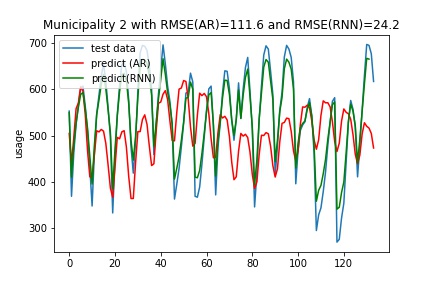 Municipality 2 with RMSE(AR)=111.6 and RMSE(RNN)=24.2
700
600
500
400
300
usage
test data
predict (AR)
predict(RNN)
0
20
40
60
80
100
120